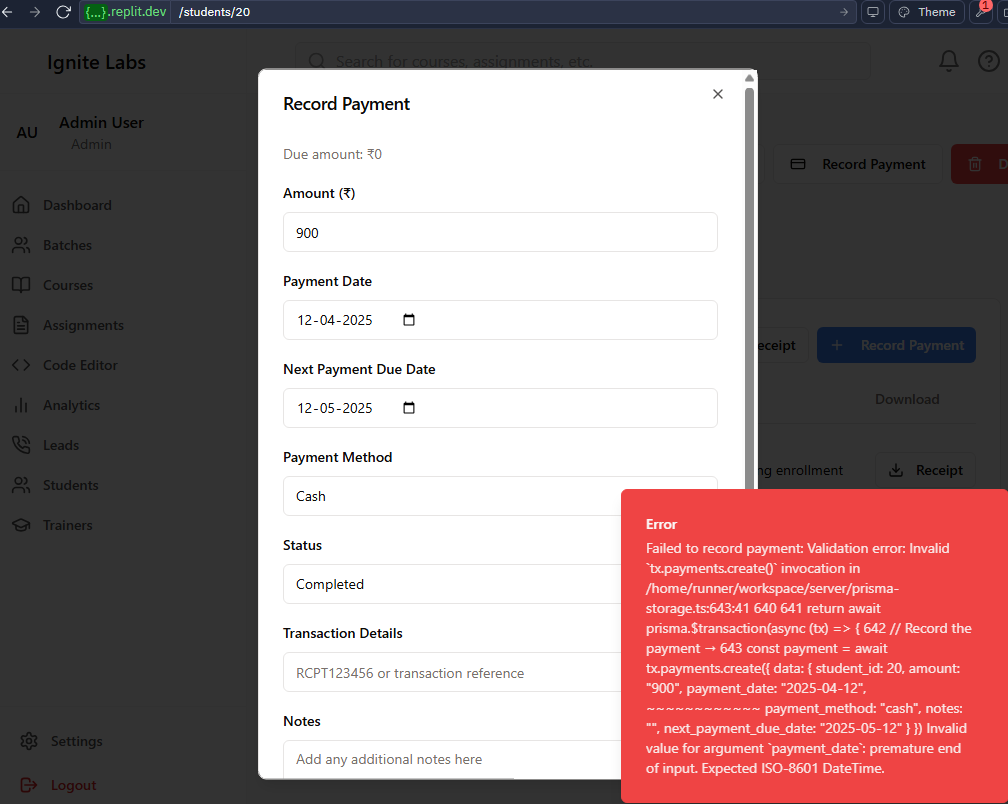 {...}.replit.dev /students/20
Theme
1
Ignite Labs
Search for courses, assignments, etc.
AU
Admin User
Admin
Dashboard
Batches
Courses
Assignments
Code Editor
Analytics
Leads
Students
Trainers
Settings
Logout
Record Payment
D
eceipt
Record Payment
Download
ng enrollment
Receipt
Record Payment
Due amount: ₹0
Amount (₹)
900
Payment Date
12-04-2025
Next Payment Due Date
12-05-2025
Payment Method
Cash
Status
Completed
Transaction Details
RCPT123456 or transaction reference
Notes
Add any additional notes here
Error
Failed to record payment: Validation error: Invalid
`tx.payments.create()` invocation in
/home/runner/workspace/server/prisma-
storage.ts:643:41 640 641 return await
prisma.$transaction(async (tx) => { 642 // Record the
payment → 643 const payment = await
tx.payments.create({ data: { student_id: 20, amount:
"900", payment_date: "2025-04-12",
~~~~~~~~~~~~ payment_method: "cash", notes:
"", next_payment_due_date: "2025-05-12" } }) Invalid
value for argument `payment_date`: premature end
of input. Expected ISO-8601 DateTime.